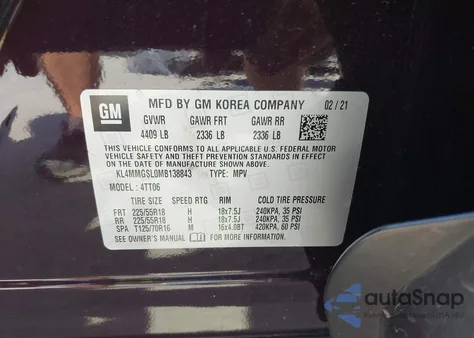 GM
MFD BY GM KOREA COMPANY 02 / 21
GVWR GAWR FRT GAWR RR
4409 LB 2336 LB 2336 LB
THIS VEHICLE CONFORMS TO ALL APPLICABLE U.S. FEDERAL MOTOR
VEHICLE SAFETY, BUMPER, AND THEFT PREVENTION STANDARDS IN
EFFECT ON THE DATE OF MANUFACTURE SHOWN ABOVE.
KL4MMGSL0MB138843 TYPE: MPV
MODEL: 4TT06
TIRE SIZE SPEED RTG RIM COLD TIRE PRESSURE
FRT 225/55R18 H 18x7.5J 240KPA, 35 PSI
RR 225/55R18 H 18x7.5J 240KPA, 35 PSI
SPA T125/70R16 M 16x4.0BT 420KPA, 60 PSI
SEE OWNER'S MANUAL FOR MORE INFORMATION.
autoSnap